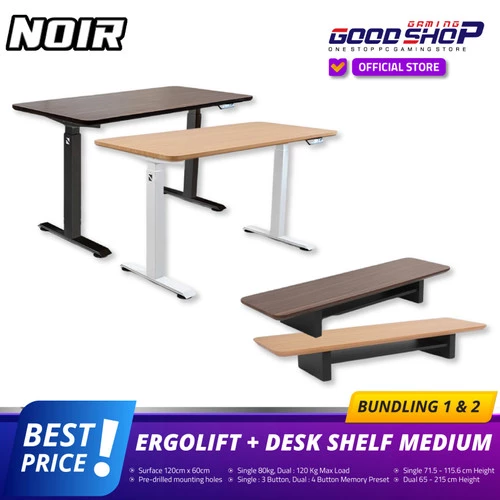 NOIR
GAMING
GOODSHOP
ONE STOP PC GAMING STORE
OFFICIAL STORE
BUNDLING 1 & 2
BEST
PRICE!
ERGOLIFT + DESK SHELF MEDIUM
• Surface 120cm x 60cm
• Pre-drilled mounting holes
• Single 80kg, Dual : 120 Kg Max Load
• Single : 3 Button, Dual : 4 Button Memory Preset
• Single 71.5 - 115.6 cm Height
• Dual 65 - 215 cm Height